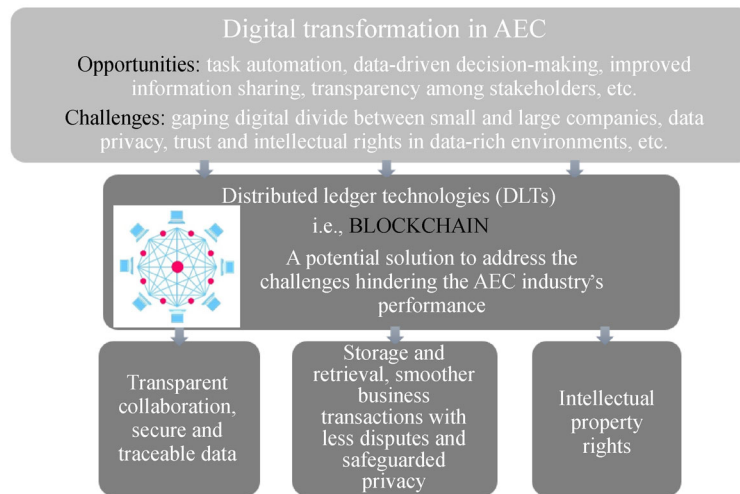 Digital transformation in AEC
Opportunities: task automation, data-driven decision-making, improved
information sharing, transparency among stakeholders, etc.
Challenges: gaping digital divide between small and large companies, data
privacy, trust and intellectual rights in data-rich environments, etc.
Distributed ledger technologies (DLTs)
i.e., BLOCKCHAIN
A potential solution to address the
challenges hindering the AEC industry's
performance
Transparent
collaboration,
secure and
traceable data
Storage and
retrieval, smoother
business
transactions with
less disputes and
safeguarded
privacy
Intellectual
property
rights